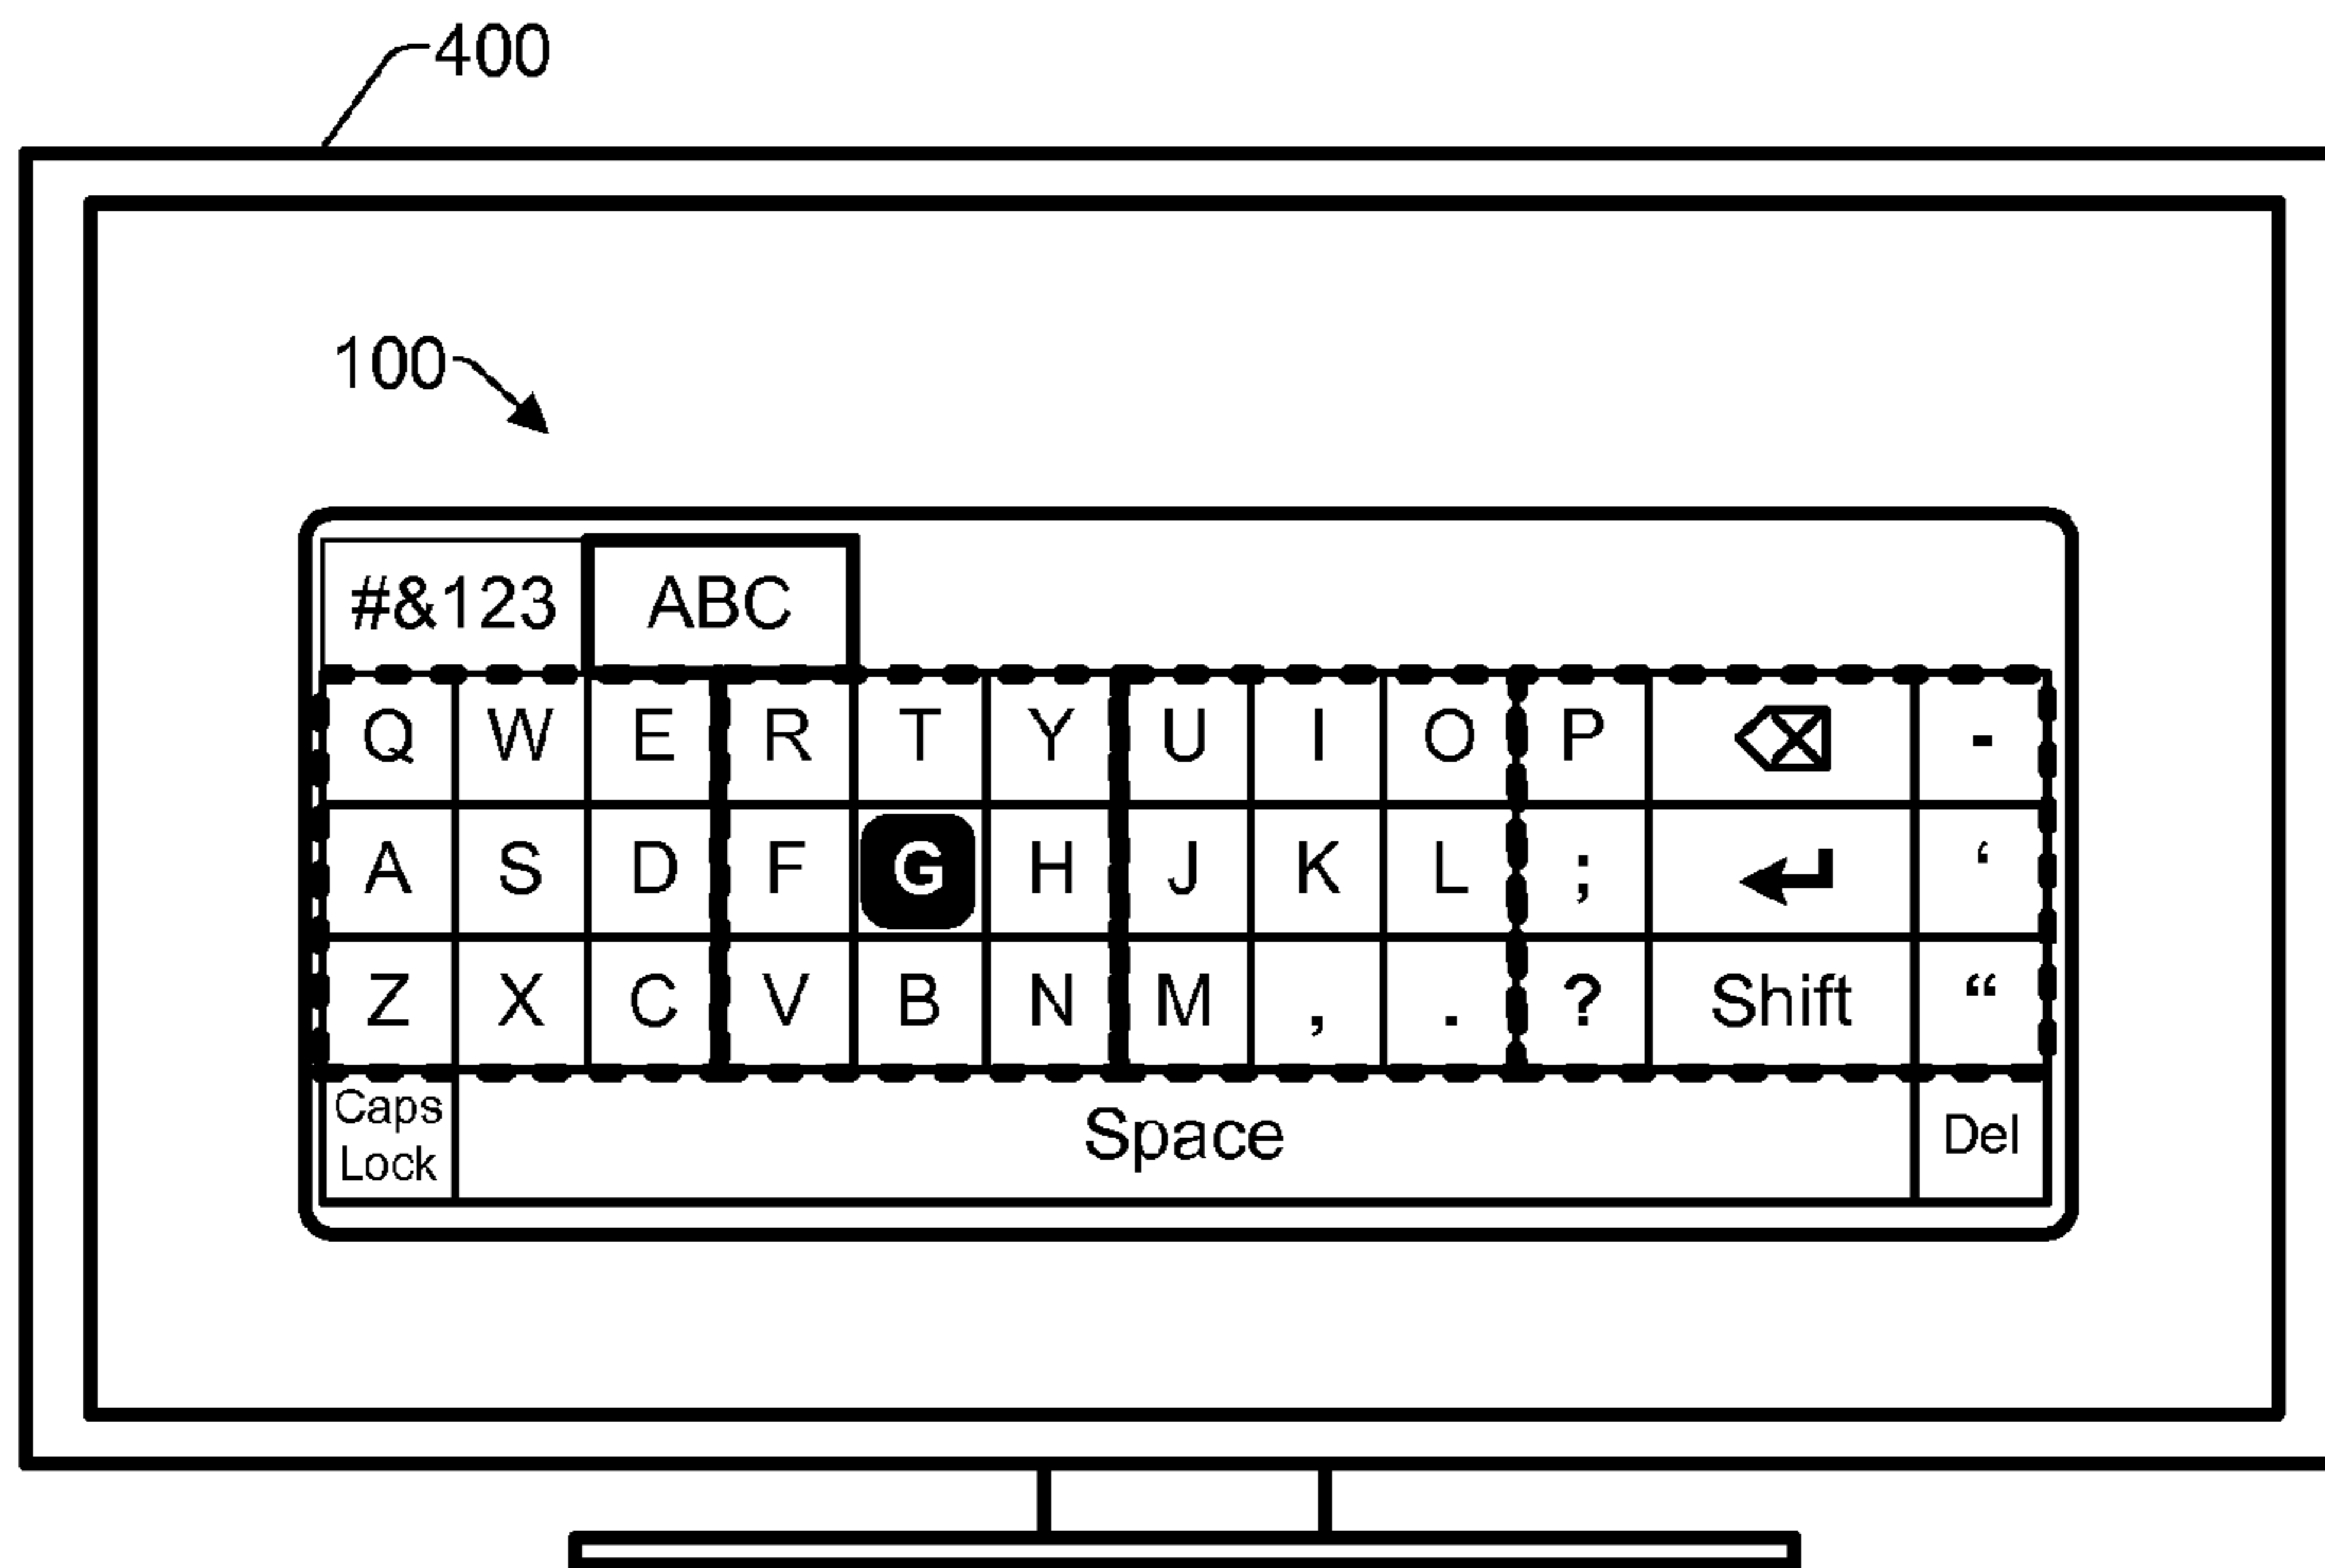 400
100
#&123 ABC
Q W E R T Y U I O P -
A S D F G H J K L ; ‘
Z X C V B N M , . ? Shift “
Caps Lock Space Del